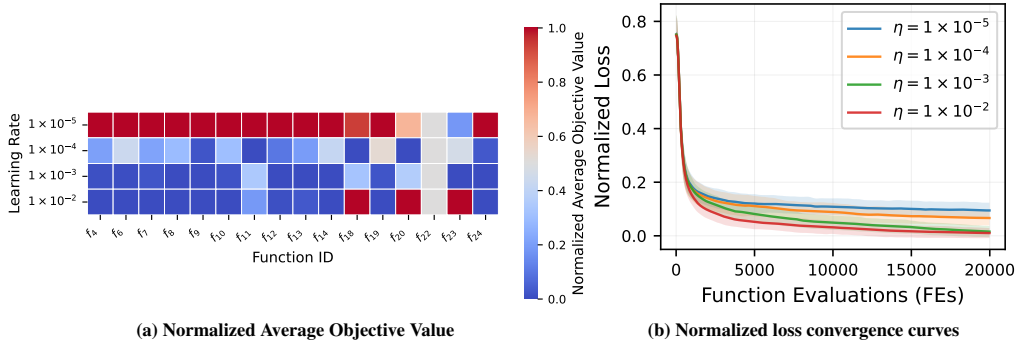 Learning Rate
1 × 10⁻⁵
1 × 10⁻⁴
1 × 10⁻³
1 × 10⁻²
f₄ f₆ f₇ f₈ f₉ f₁₀ f₁₁ f₁₂ f₁₃ f₁₄ f₁₈ f₁₉ f₂₀ f₂₂ f₂₃ f₂₄
Function ID
1.0
0.8
0.6
0.4
0.2
0.0
Normalized Average Objective Value
(a) Normalized Average Objective Value
Normalized Loss
0.8
0.6
0.4
0.2
0.0
η = 1 × 10⁻⁵
η = 1 × 10⁻⁴
η = 1 × 10⁻³
η = 1 × 10⁻²
0 5000 10000 15000 20000
Function Evaluations (FEs)
(b) Normalized loss convergence curves